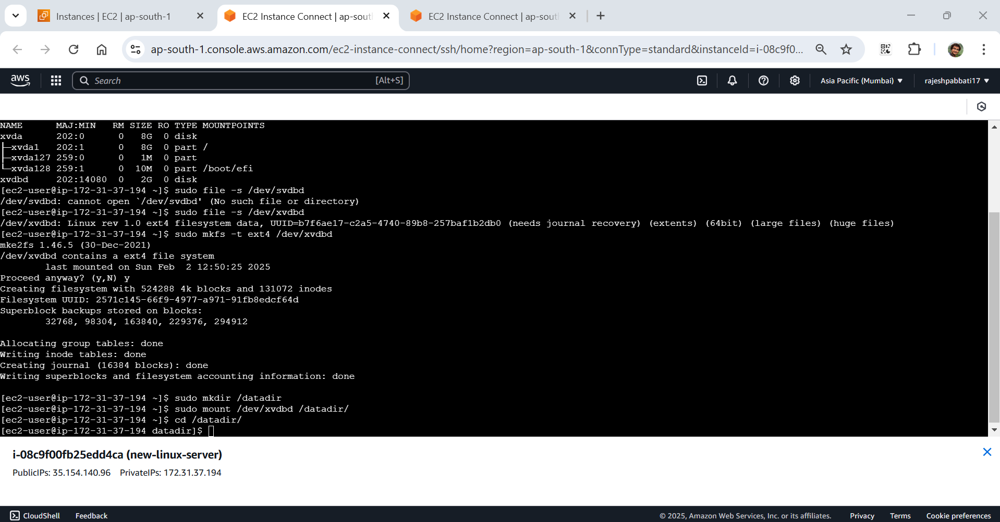 Instances | EC2 | ap-south-1
EC2 Instance Connect | ap-sout
EC2 Instance Connect | ap-sout
ap-south-1.console.aws.amazon.com/ec2-instance-connect/ssh/home?region=ap-south-1&connType=standard&instanceId=i-08c9f0...
aws
Search
[Alt+S]
Asia Pacific (Mumbai) ▼
rajeshpabbati17 ▼
NAME      MAJ:MIN   RM SIZE RO TYPE MOUNTPOINTS
xvda      202:0      0   8G  0 disk
├─xvda1   202:1      0   8G  0 part /
├─xvda127 259:0      0   1M  0 part
└─xvda128 259:1      0  10M  0 part /boot/efi
xvdbd     202:14080  0   2G  0 disk
[ec2-user@ip-172-31-37-194 ~]$ sudo file -s /dev/svdbd
/dev/svdbd: cannot open `/dev/svdbd' (No such file or directory)
[ec2-user@ip-172-31-37-194 ~]$ sudo file -s /dev/xvdbd
/dev/xvdbd: Linux rev 1.0 ext4 filesystem data, UUID=b7f6ae17-c2a5-4740-89b8-257baf1b2db0 (needs journal recovery) (extents) (64bit) (large files) (huge files)
[ec2-user@ip-172-31-37-194 ~]$ sudo mkfs -t ext4 /dev/xvdbd
mke2fs 1.46.5 (30-Dec-2021)
/dev/xvdbd contains a ext4 file system
        last mounted on Sun Feb  2 12:50:25 2025
Proceed anyway? (y,N) y
Creating filesystem with 524288 4k blocks and 131072 inodes
Filesystem UUID: 2571c145-66f9-4977-a971-91fb8edcf64d
Superblock backups stored on blocks:
        32768, 98304, 163840, 229376, 294912
Allocating group tables: done
Writing inode tables: done
Creating journal (16384 blocks): done
Writing superblocks and filesystem accounting information: done
[ec2-user@ip-172-31-37-194 ~]$ sudo mkdir /datadir
[ec2-user@ip-172-31-37-194 ~]$ sudo mount /dev/xvdbd /datadir/
[ec2-user@ip-172-31-37-194 ~]$ cd /datadir/
[ec2-user@ip-172-31-37-194 datadir]$
i-08c9f00fb25edd4ca (new-linux-server)
PublicIPs: 35.154.140.96 PrivateIPs: 172.31.37.194
CloudShell
Feedback
© 2025, Amazon Web Services, Inc. or its affiliates.
Privacy
Terms
Cookie preferences